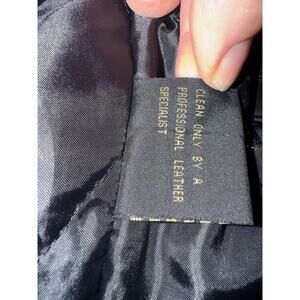 CLEAN ONLY BY A
PROFESSIONAL LEATHER
SPECIALIST